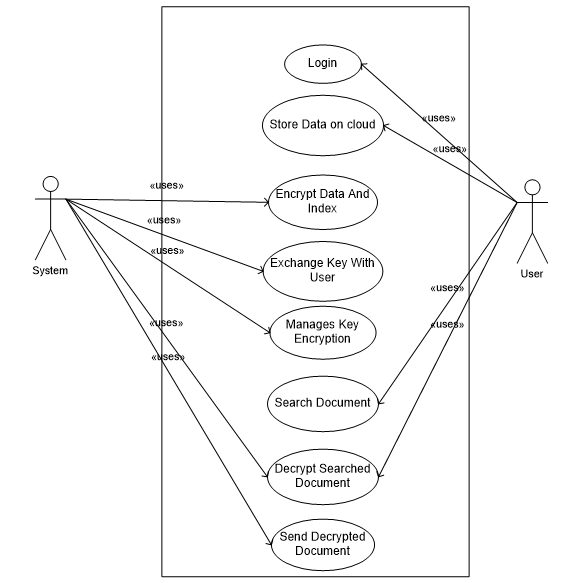 Login
«uses»
Store Data on cloud
«uses»
«uses»
Encrypt Data And
Index
«uses»
«uses»
Exchange Key With
User
System
User
«uses»
«uses»
Manages Key
Encryption
«uses»
«uses»
Search Document
Decrypt Searched
Document
Send Decrypted
Document